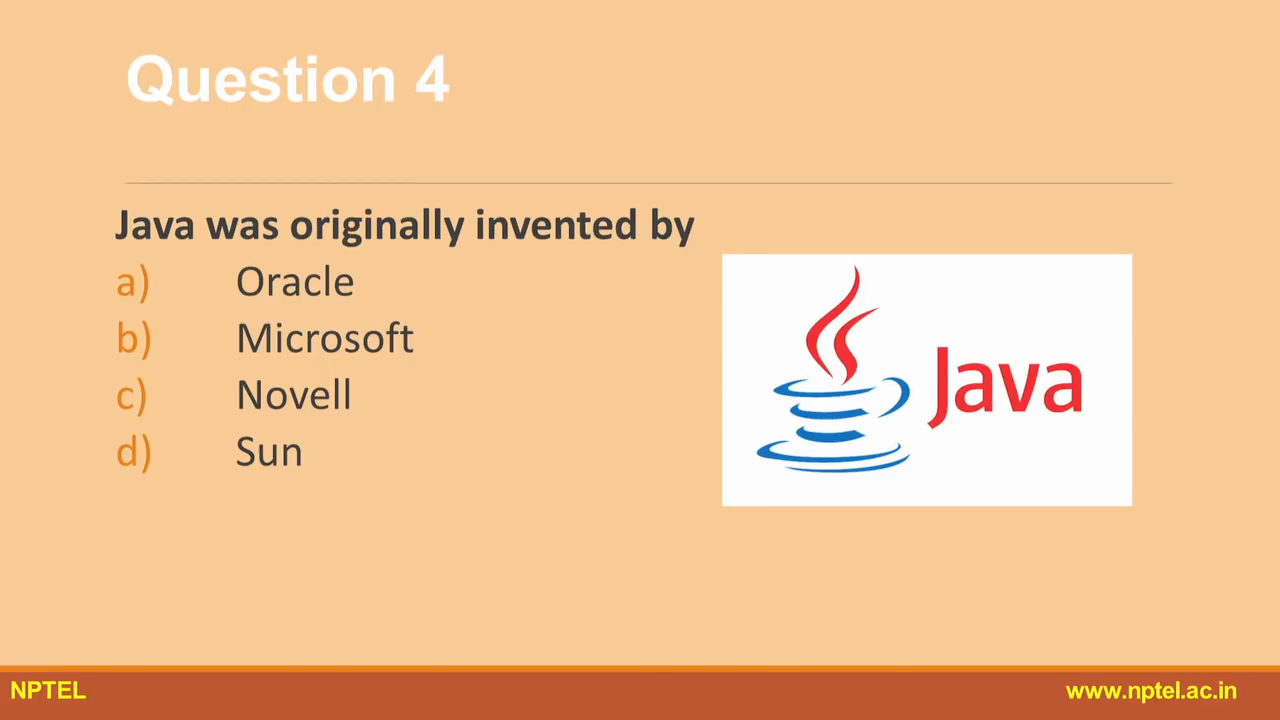 Question 4
Java was originally invented by
a) Oracle
b) Microsoft
c) Novell
d) Sun
Java
NPTEL
www.nptel.ac.in